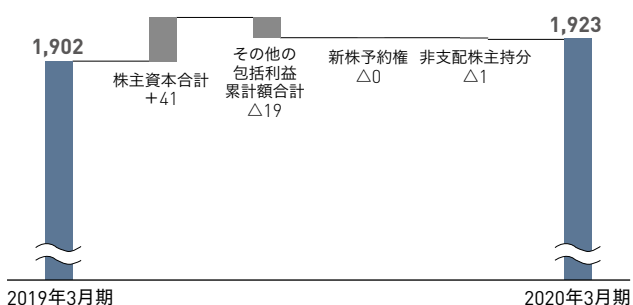 1,902
株主資本合計
+41
その他の
包括利益
累計額合計
△19
新株予約権
△0
非支配株主持分
△1
1,923
2019年3月期
2020年3月期